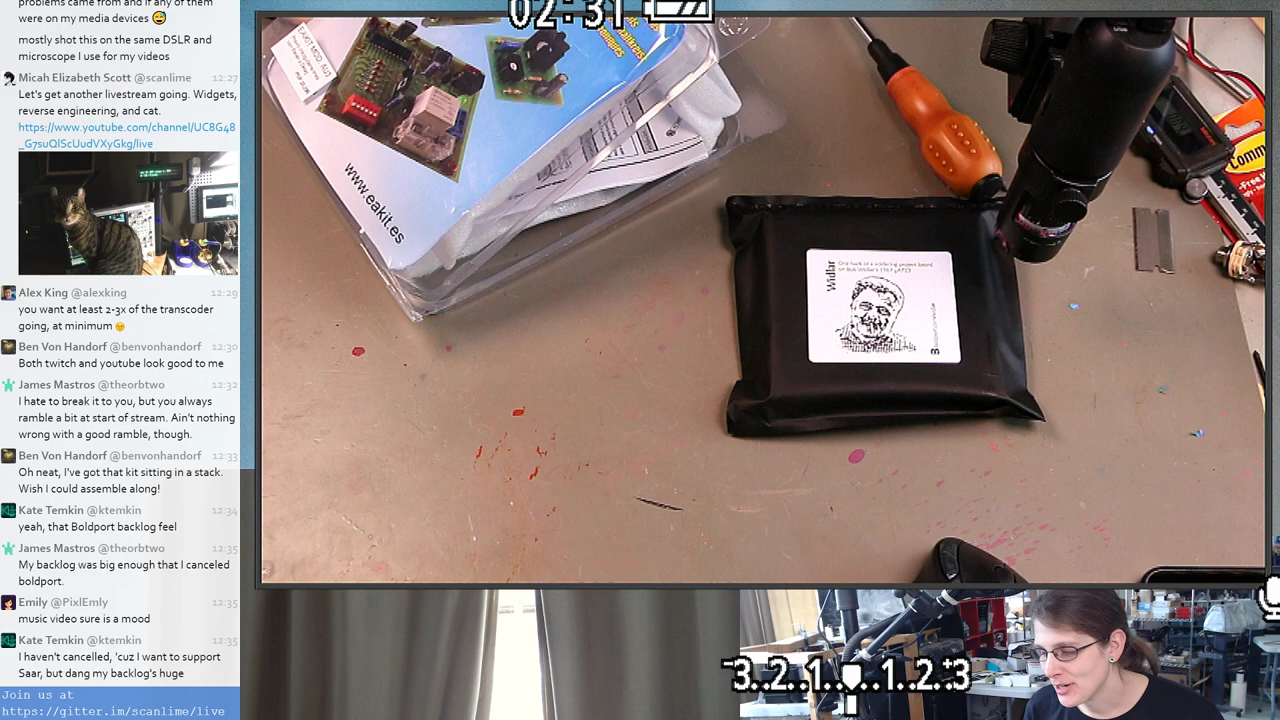 problems came from and if any of them
were on my media devices 😅
mostly shot this on the same DSLR and
microscope I use for my videos
Micah Elizabeth Scott @scanlime 12:27
Let's get another livestream going. Widgets,
reverse engineering, and cat.
https://www.youtube.com/channel/UC8G48
_G7suQIScUudVXyGkg/live
Alex King @alexking 12:29
you want at least 2-3x of the transcoder
going, at minimum
Ben Von Handorf @benvonhandorf 12:30
Both twitch and youtube look good to me
James Mastros @theorbtwo 12:32
I hate to break it to you, but you always
ramble a bit at start of stream. Ain't nothing
wrong with a good ramble, though.
Ben Von Handorf @benvonhandorf 12:33
Oh neat, I've got that kit sitting in a stack.
Wish I could assemble along!
Kate Temkin @ktemkin 12:34
yeah, that Boldport backlog feel
James Mastros @theorbtwo 12:35
My backlog was big enough that I canceled
boldport.
Emily @PixlEmly 12:35
music video sure is a mood
Kate Temkin @ktemkin 12:35
I haven't cancelled, 'cuz I want to support
Saar, but dang my backlog's huge
Join us at
https://gitter.im/scanlime/live
02:31
www.eakit.es
Widlar
-3..2..1.. ..1..2..+3